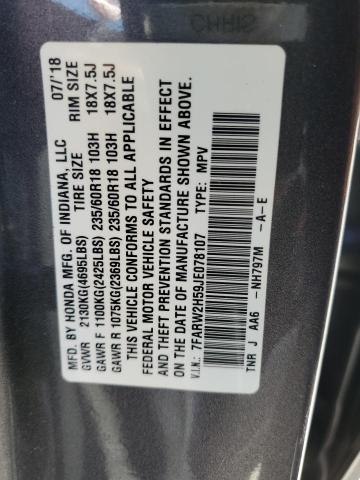 MFD. BY HONDA MFG. OF INDIANA, LLC 07/'18
GVWR 2130KG(4695LBS) TIRE SIZE RIM SIZE
GAWR F 1100KG(2425LBS) 235/60R18 103H 18X7.5J
GAWR R 1075KG(2369LBS) 235/60R18 103H 18X7.5J
THIS VEHICLE CONFORMS TO ALL APPLICABLE
FEDERAL MOTOR VEHICLE SAFETY
AND THEFT PREVENTION STANDARDS IN EFFECT
ON THE DATE OF MANUFACTURE SHOWN ABOVE.
V.I.N.: 7FARW2H59JE078107 TYPE: MPV
TNR J AA6 -NH797M -A-E